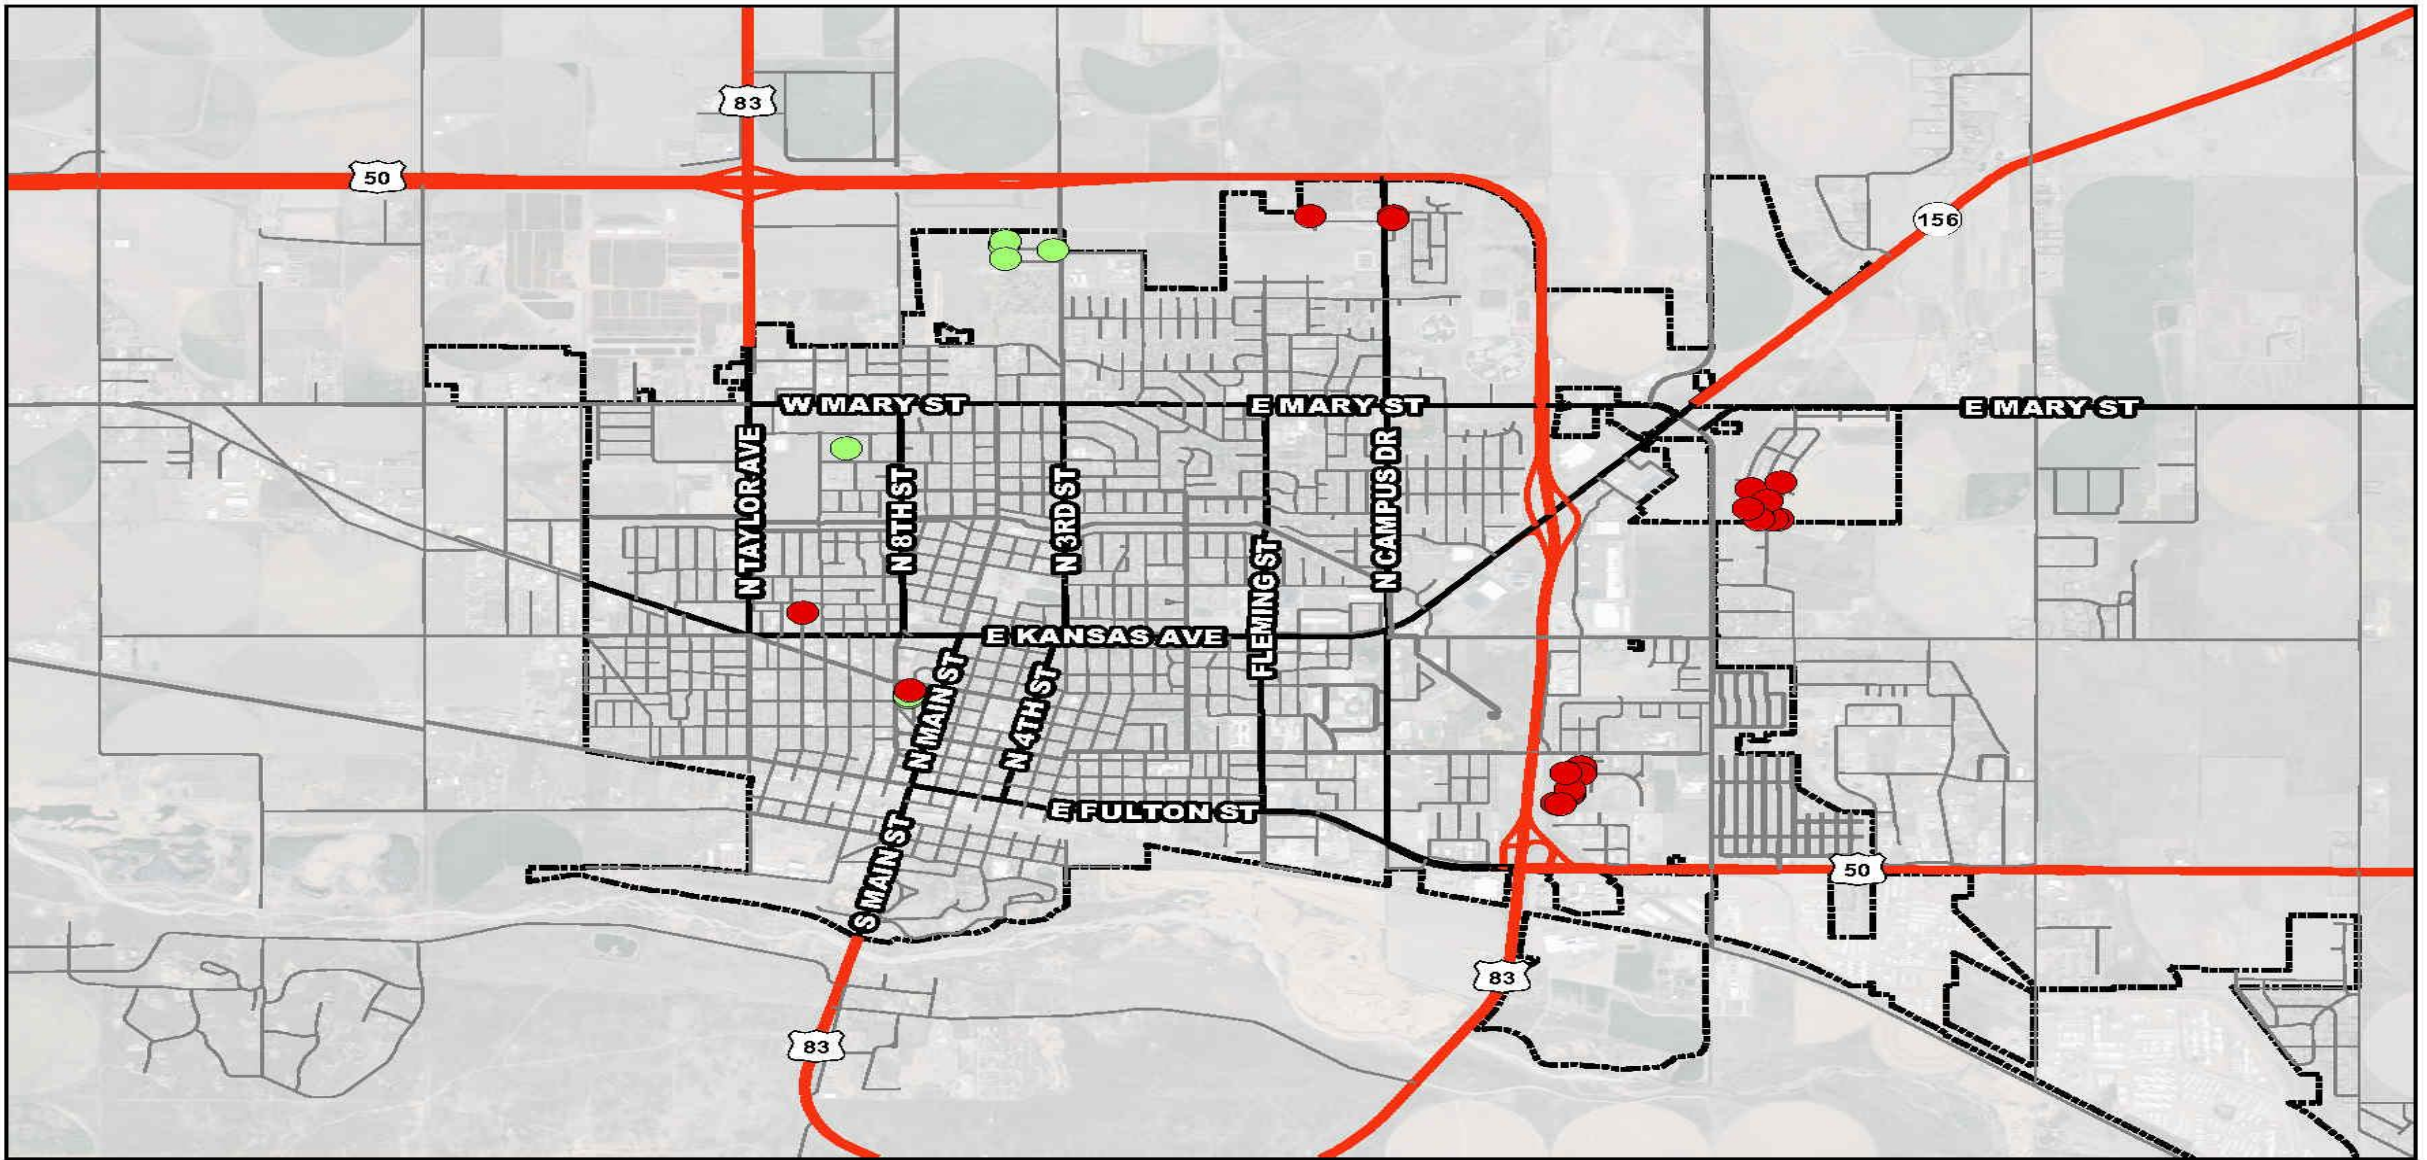 83
50
156
W MARY ST
E MARY ST
E MARY ST
N TAYLOR AVE
N 8TH ST
N 3RD ST
FLEMING ST
N CAMPUS DR
E KANSAS AVE
N MAIN ST
N 4TH ST
E FULTON ST
S MAIN ST
50
83
83